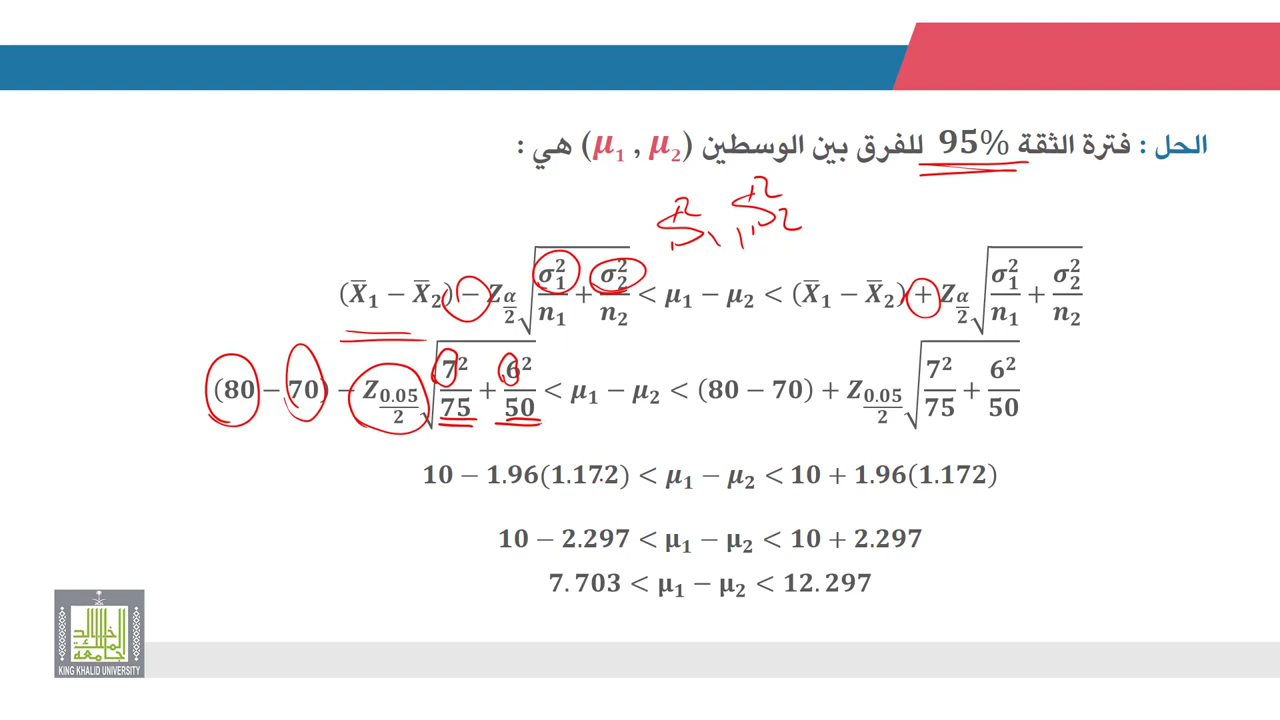 الحل : فترة الثقة 95% للفرق بين الوسطين (μ₁ , μ₂) هي :
S₁² S₂²
(X̄₁ − X̄₂) − Z_{α/2} √(σ₁²/n₁ + σ₂²/n₂) < μ₁ − μ₂ < (X̄₁ − X̄₂) + Z_{α/2} √(σ₁²/n₁ + σ₂²/n₂)
(80 − 70) − Z_{0.05/2} √(7²/75 + 6²/50) < μ₁ − μ₂ < (80 − 70) + Z_{0.05/2} √(7²/75 + 6²/50)
10 − 1.96(1.172) < μ₁ − μ₂ < 10 + 1.96(1.172)
10 − 2.297 < μ₁ − μ₂ < 10 + 2.297
7.703 < μ₁ − μ₂ < 12.297
جامعة الملك خالد
KING KHALID UNIVERSITY